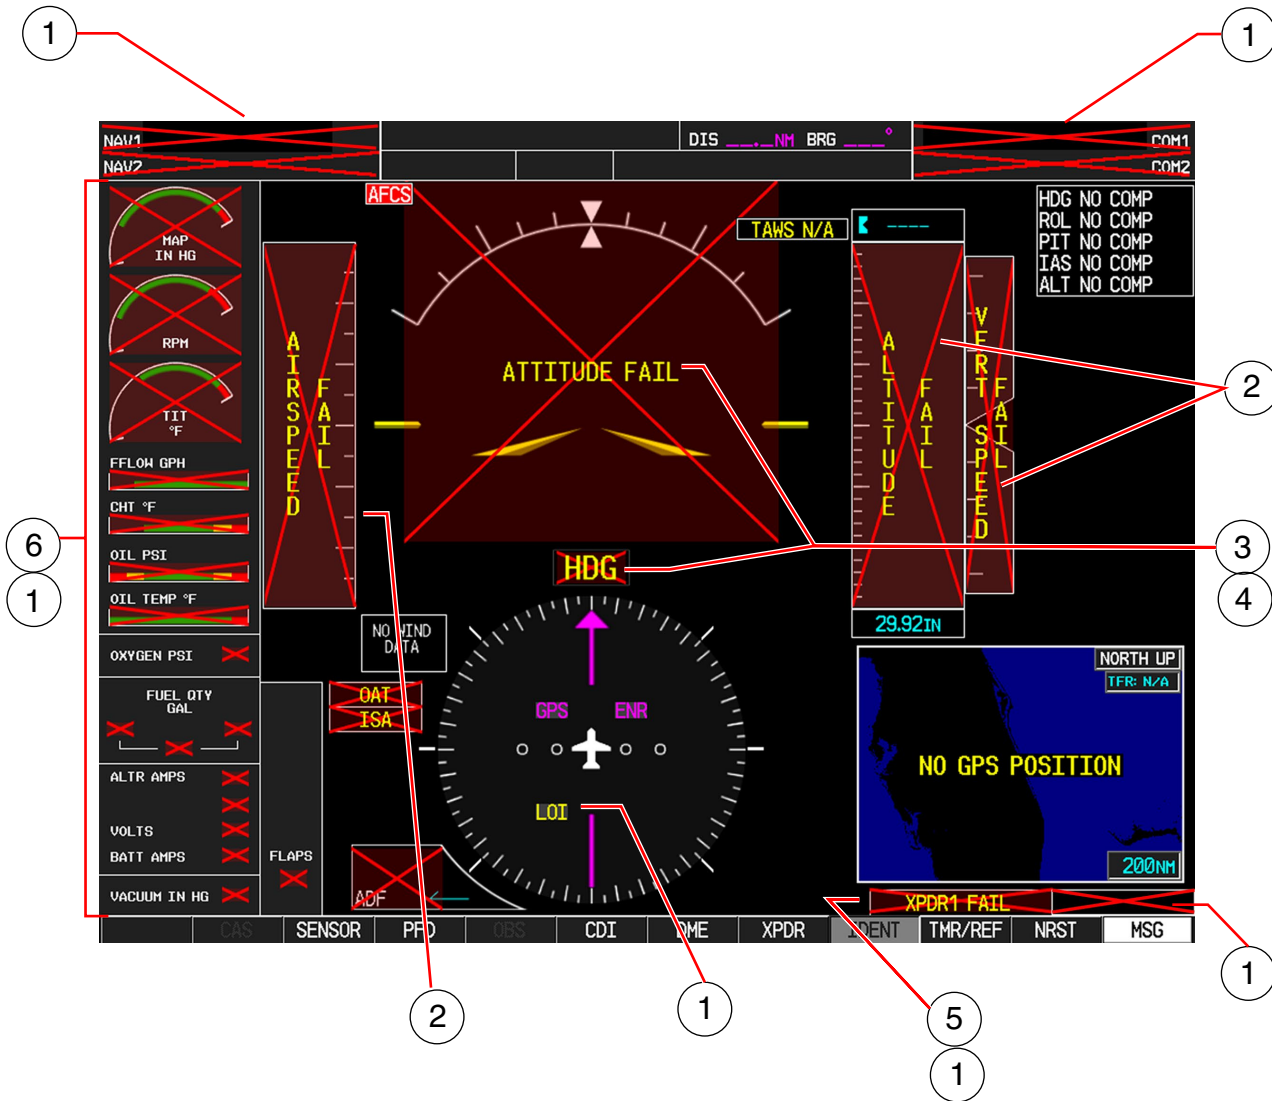 1
1
NAV1
DIS __._NM BRG ___°
COM1
NAV2
COM2
AFCS
HDG NO COMP
ROL NO COMP
PIT NO COMP
IAS NO COMP
ALT NO COMP
TAWS N/A
----
MAP
IN HG
RPM
TIT
°F
AIRSPEED FAIL
ATTITUDE FAIL
ALTITUDE FAIL
VERT SPEED FAIL
2
FFLOW GPH
CHT °F
OIL PSI
OIL TEMP °F
6
1
HDG
3
4
29.92IN
NO WIND
DATA
OXYGEN PSI
FUEL QTY
GAL
OAT
ISA
GPS
ENR
NORTH UP
TFR: N/A
NO GPS POSITION
ALTR AMPS
VOLTS
BATT AMPS
LOI
FLAPS
200NM
VACUUM IN HG
ADF
XPDR1 FAIL
CAS SENSOR PFD OBS CDI DME XPDR IDENT TMR/REF NRST MSG
1
2
1
5
1